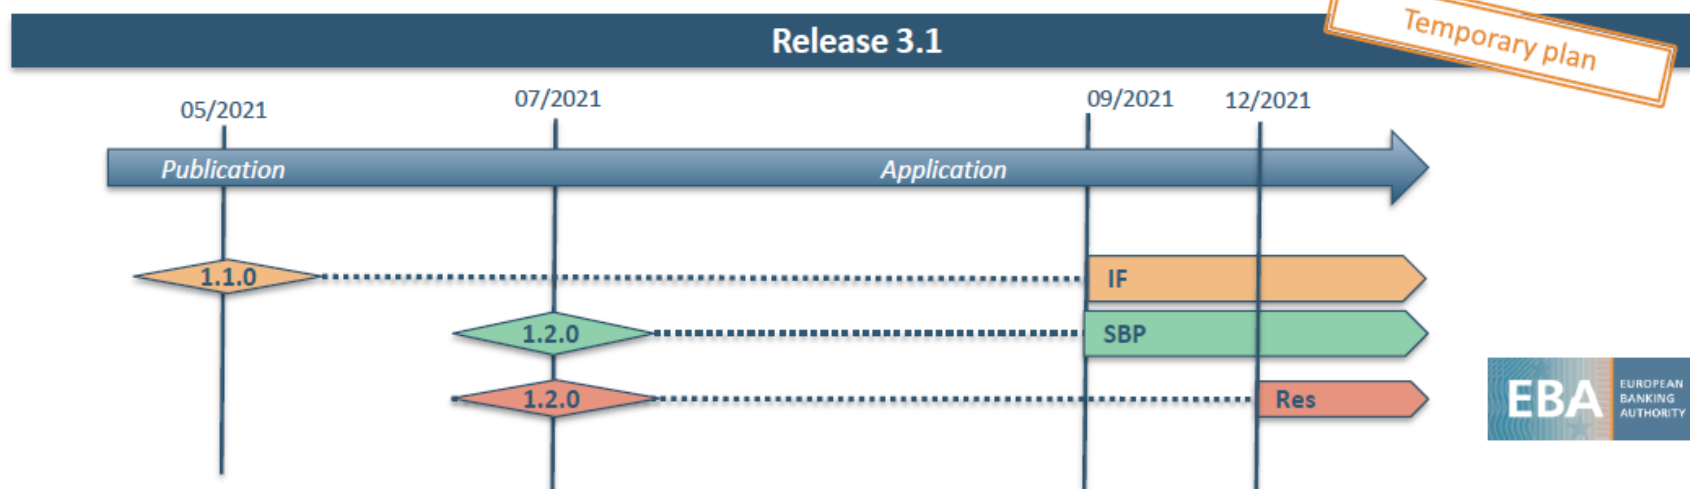 Release 3.1
Temporary plan
05/2021
07/2021
09/2021
12/2021
Publication
Application
1.1.0
IF
1.2.0
SBP
1.2.0
Res
EBA
EUROPEAN
BANKING
AUTHORITY